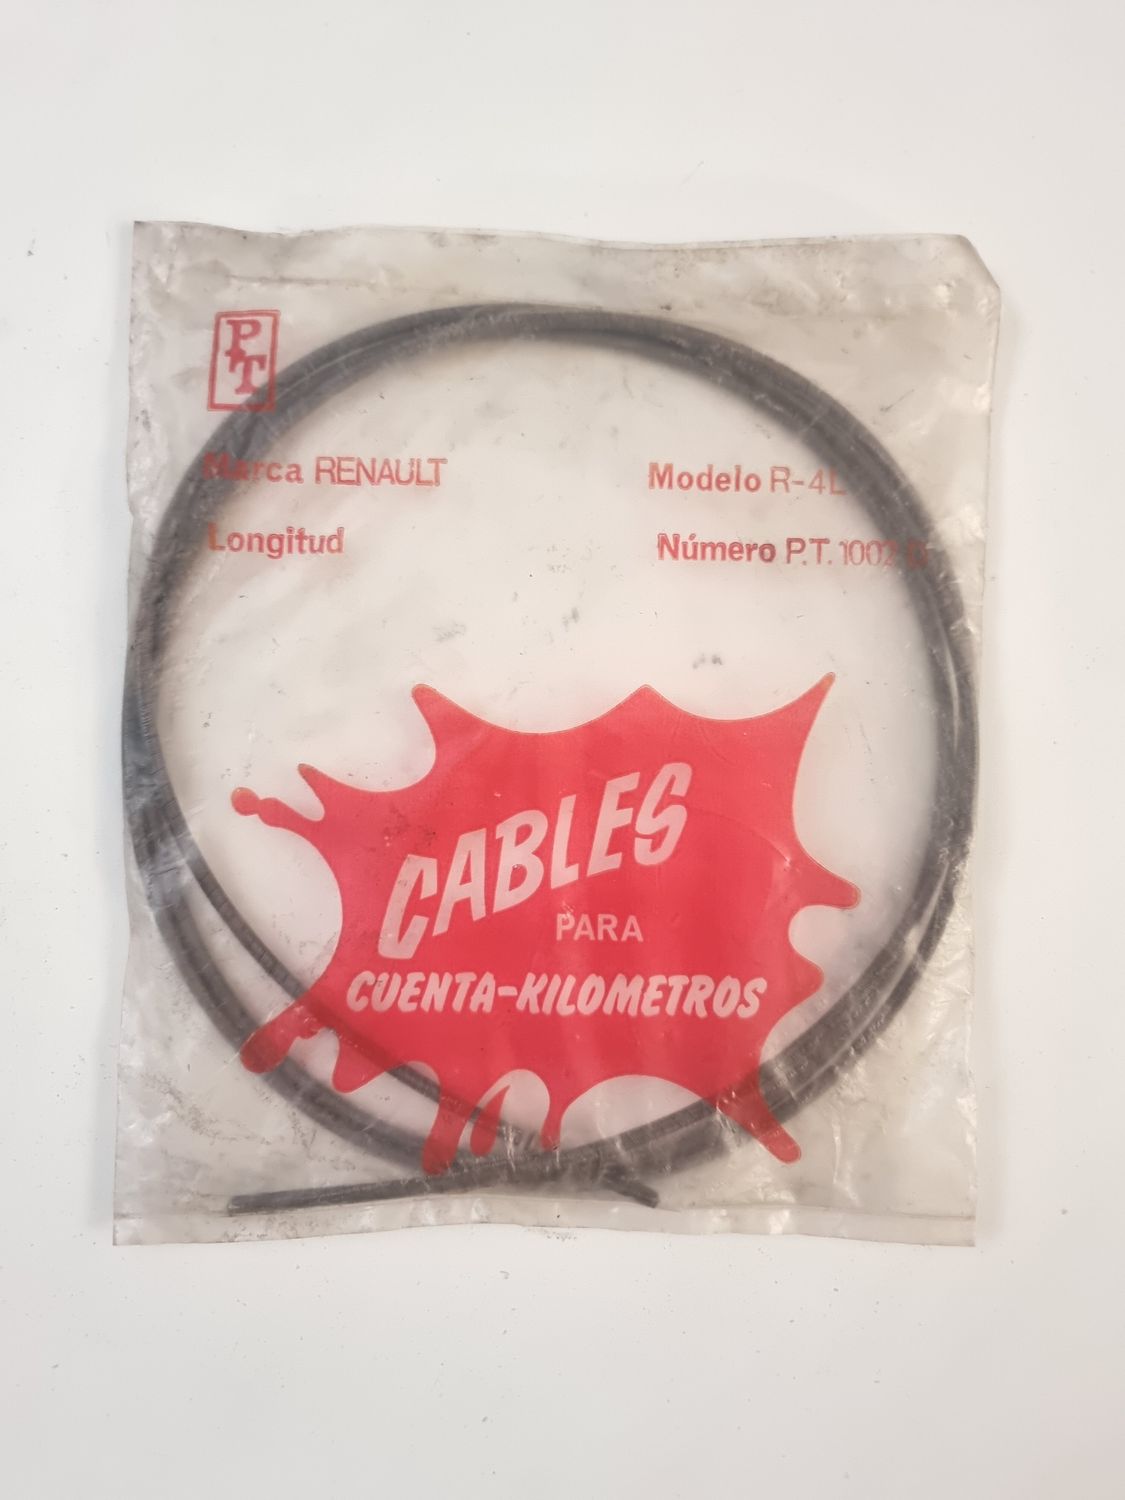 PT
Marca RENAULT
Modelo R-4L
Longitud
Número P.T. 1002 D
CABLES
PARA
CUENTA-KILOMETROS